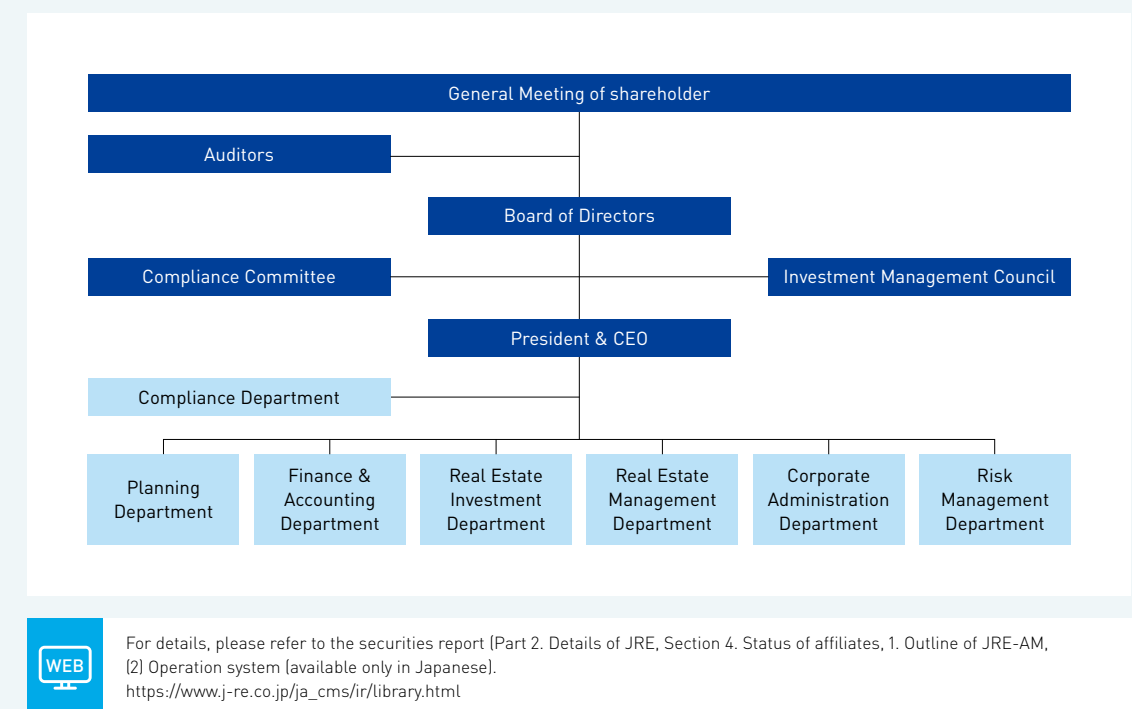 General Meeting of shareholder
Auditors
Board of Directors
Compliance Committee
Investment Management Council
President & CEO
Compliance Department
Planning
Department
Finance &
Accounting
Department
Real Estate
Investment
Department
Real Estate
Management
Department
Corporate
Administration
Department
Risk
Management
Department
WEB
For details, please refer to the securities report (Part 2. Details of JRE, Section 4. Status of affiliates, 1. Outline of JRE-AM,
(2) Operation system (available only in Japanese).
https://www.j-re.co.jp/ja_cms/ir/library.html